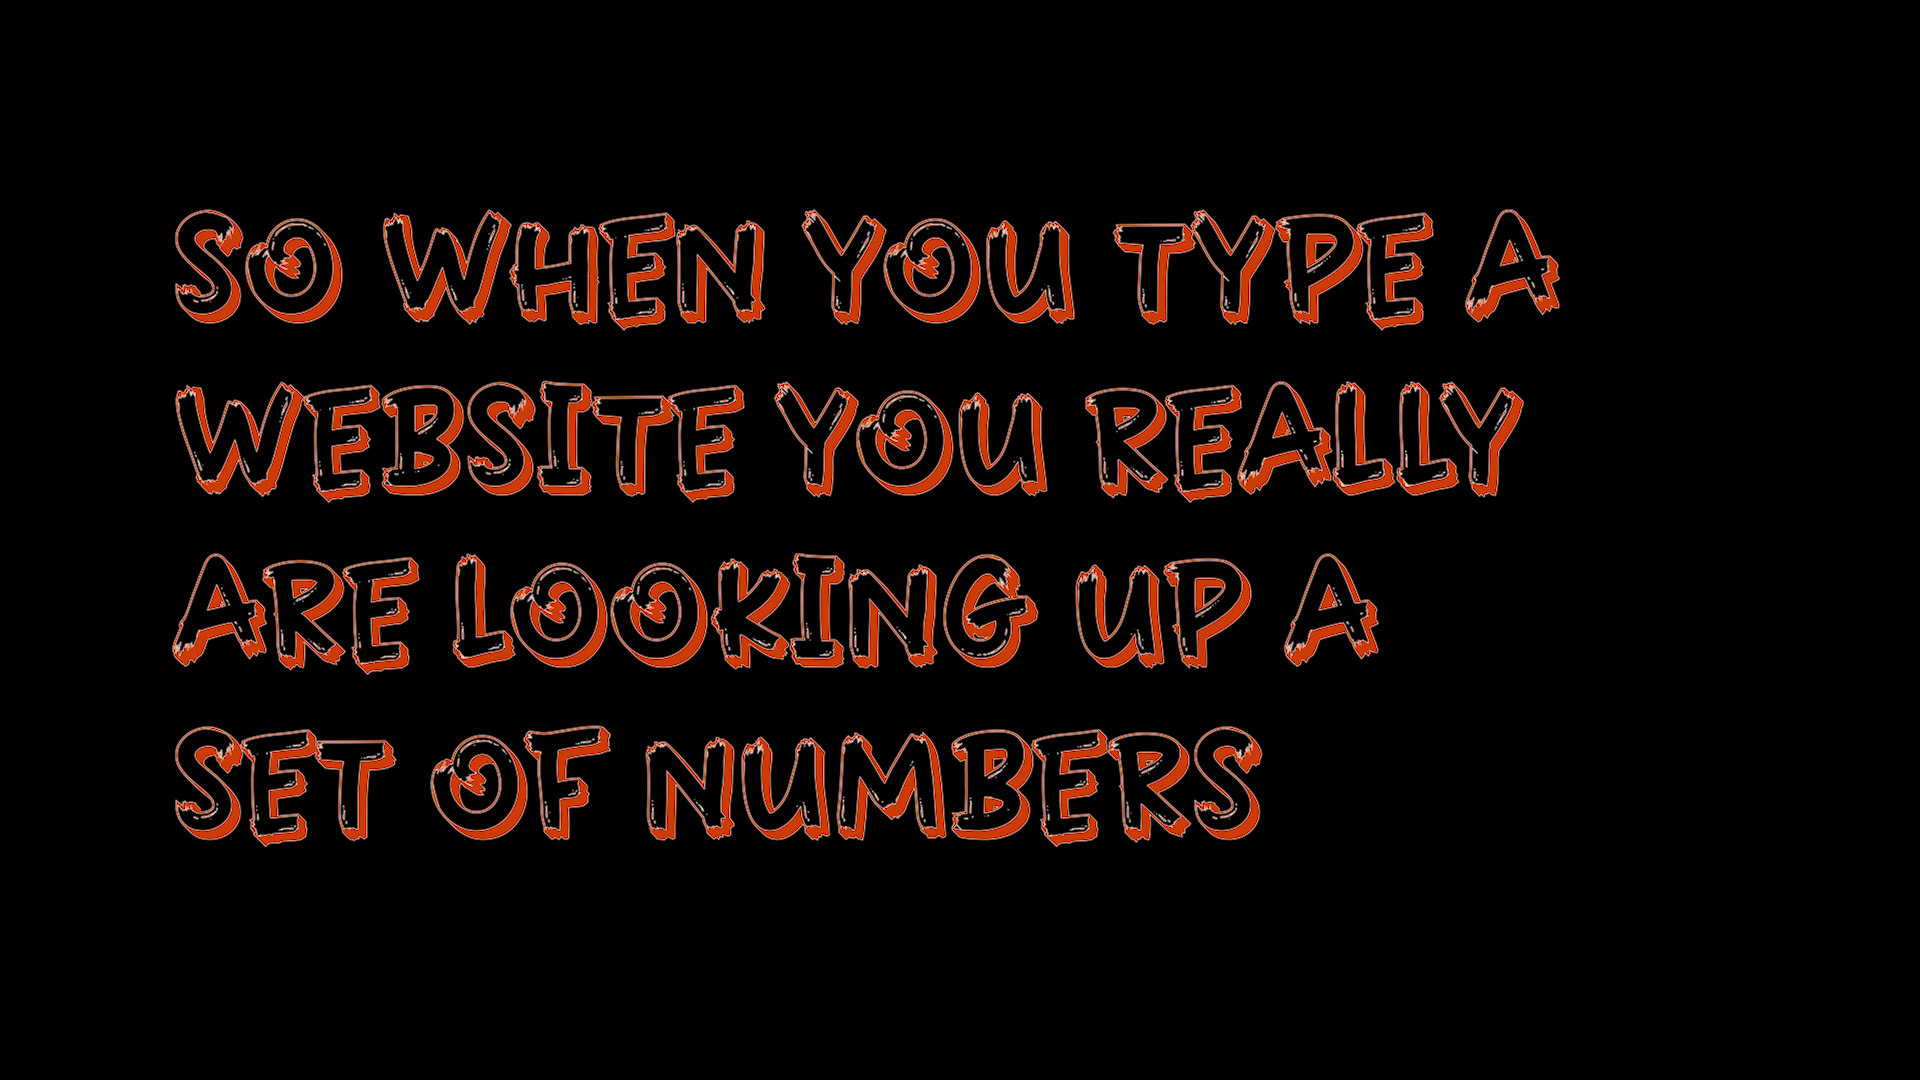 SO WHEN YOU TYPE A
WEBSITE YOU REALLY
ARE LOOKING UP A
SET OF NUMBERS